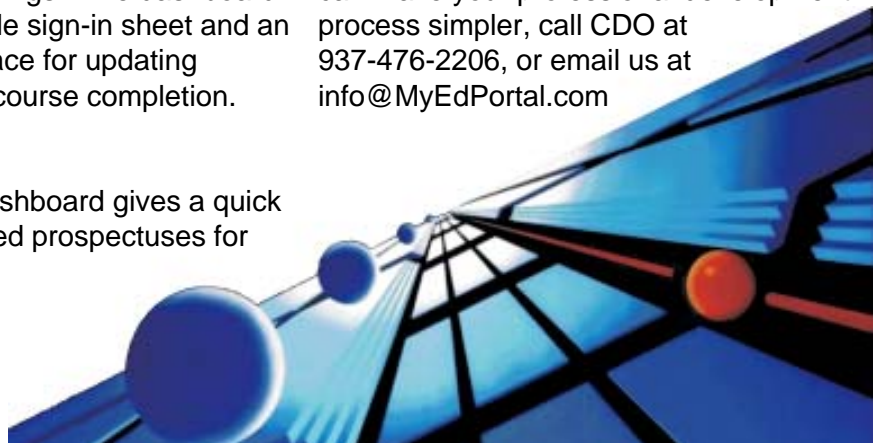 le sign-in sheet and an
ace for updating
course completion.
shboard gives a quick
ed prospectuses for
process simpler, call CDO at
937-476-2206, or email us at
info@MyEdPortal.com